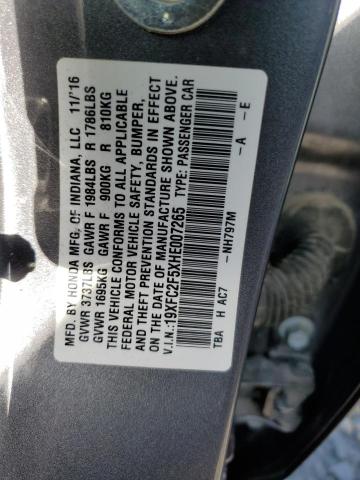 MFD. BY HONDA MFG. OF INDIANA, LLC 11/'16
GVWR 3737LBS GAWR F 1984LBS R 1786LBS
GVWR 1695KG GAWR F 900KG R 810KG
THIS VEHICLE CONFORMS TO ALL APPLICABLE
FEDERAL MOTOR VEHICLE SAFETY, BUMPER,
AND THEFT PREVENTION STANDARDS IN EFFECT
ON THE DATE OF MANUFACTURE SHOWN ABOVE.
V.I.N.:19XFC2F5XHE007265 TYPE: PASSENGER CAR
NH797M — A — E
TBA H AC7